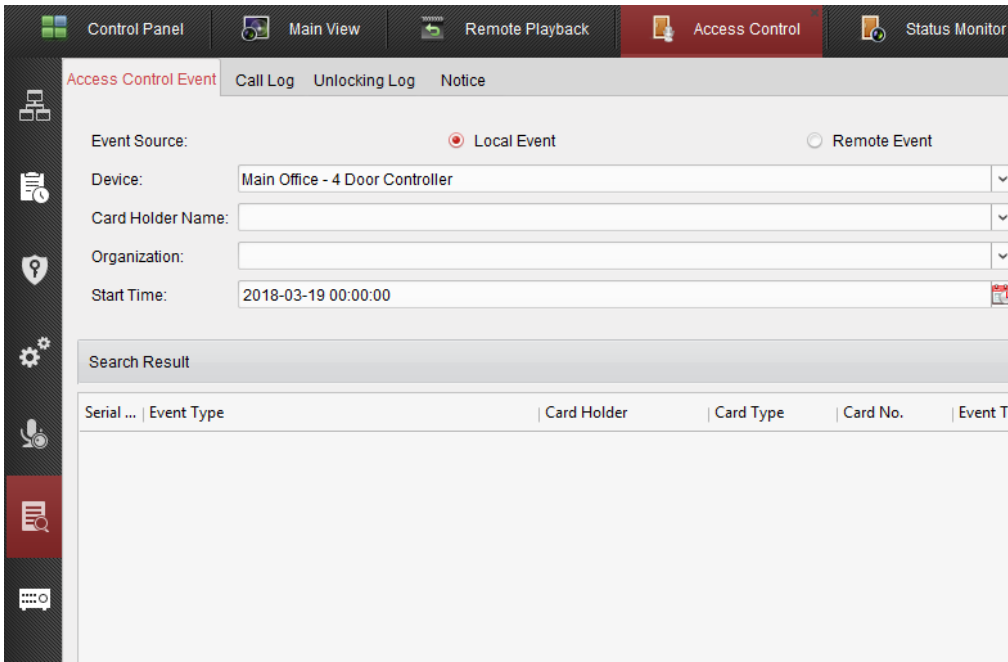 Control Panel Main View Remote Playback Access Control Status Monitor
Access Control Event Call Log Unlocking Log Notice
Event Source: Local Event Remote Event
Device: Main Office - 4 Door Controller
Card Holder Name:
Organization:
Start Time: 2018-03-19 00:00:00
Search Result
Serial ... Event Type Card Holder Card Type Card No. Event T